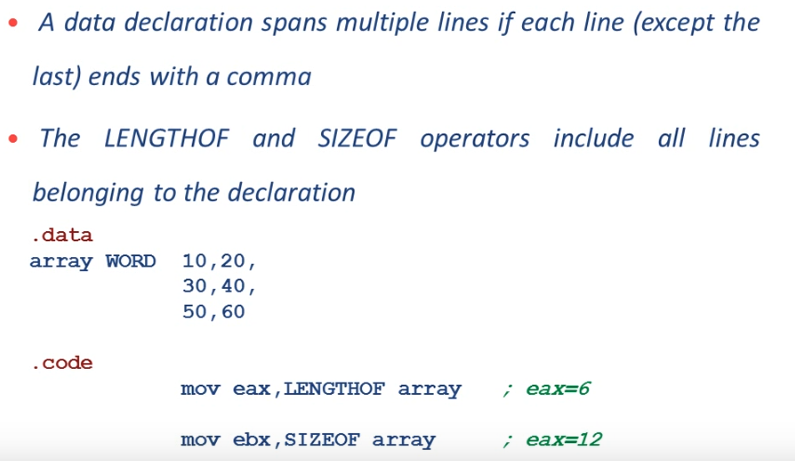 • A data declaration spans multiple lines if each line (except the
last) ends with a comma
• The LENGTHOF and SIZEOF operators include all lines
belonging to the declaration
.data
array WORD 10,20,
30,40,
50,60
.code
mov eax,LENGTHOF array ; eax=6
mov ebx,SIZEOF array ; eax=12